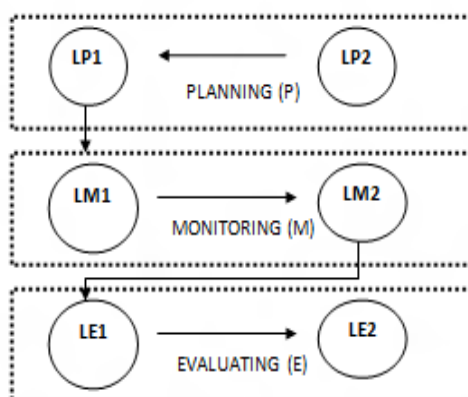 LP1 LP2
PLANNING (P)
LM1 LM2
MONITORING (M)
LE1 LE2
EVALUATING (E)